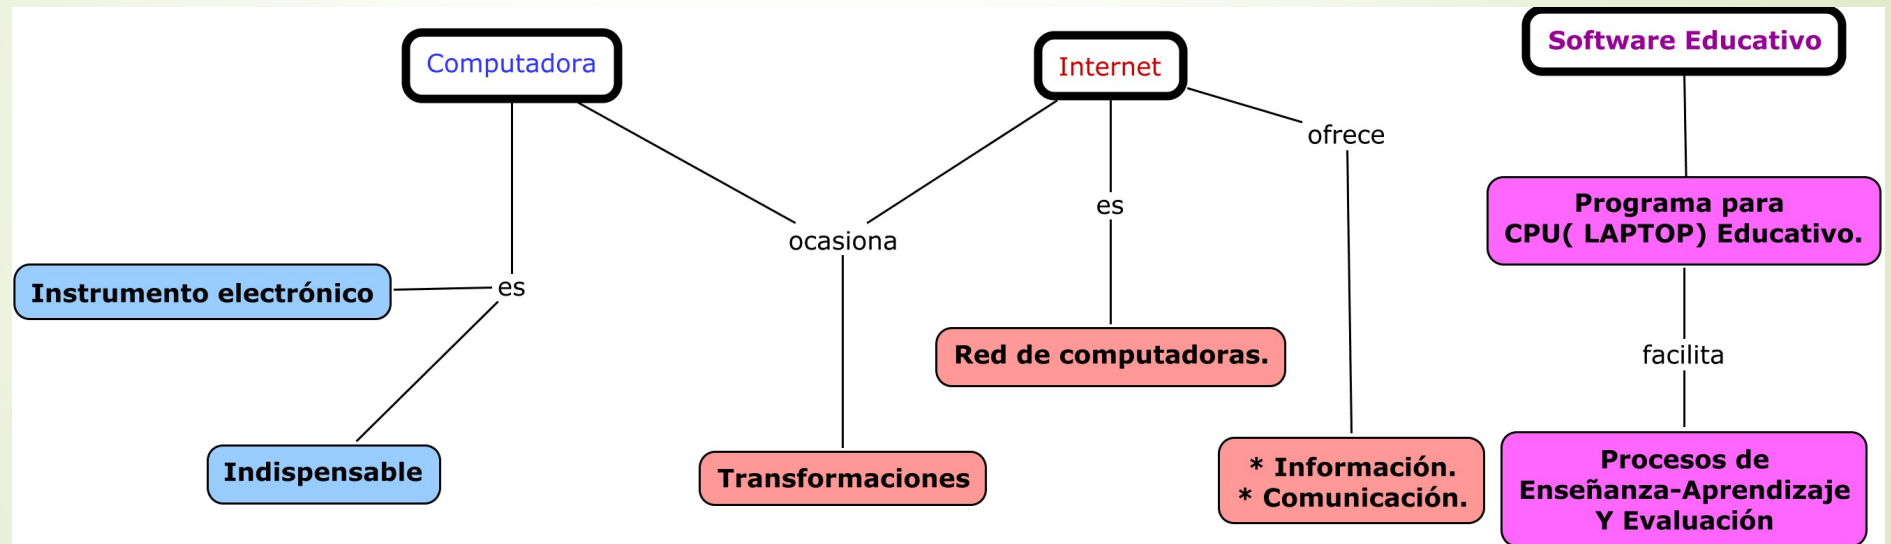 Computadora
Internet
Software Educativo
ofrece
Programa para
CPU( LAPTOP) Educativo.
es
ocasiona
Instrumento electrónico
es
Red de computadoras.
facilita
Indispensable
Transformaciones
* Información.
* Comunicación.
Procesos de
Enseñanza-Aprendizaje
Y Evaluación